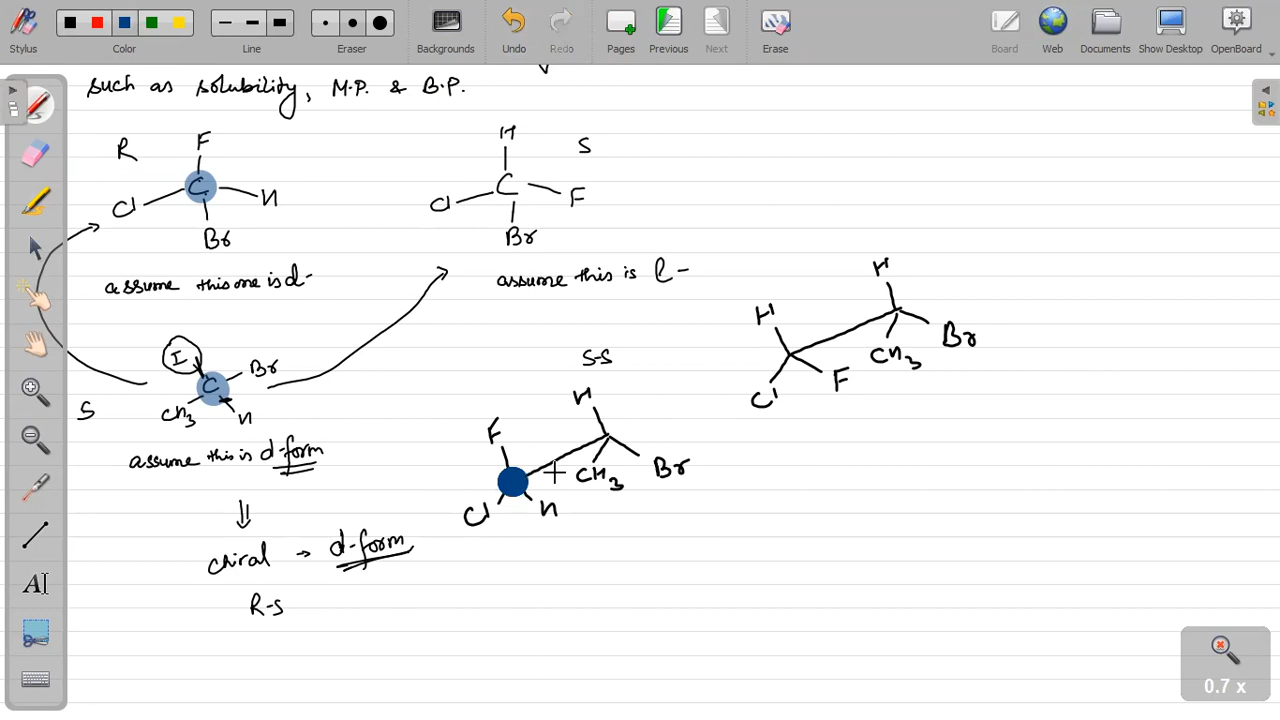 Stylus Color Line Eraser Backgrounds Undo Redo Pages Previous Next Erase Board Web Documents Show Desktop OpenBoard
such as solubility, M.P. & B.P.
R
F
C
Cl
H
Br
assume this one is d-
H
S
C
Cl
F
Br
assume this is l-
I
Br
C
CH3
H
S
assume this is d-form
chiral → d-form
R-S
S-S
H
F
CH3
Br
Cl
H
H
H
Br
CH3
F
Cl
AI
0.7 x